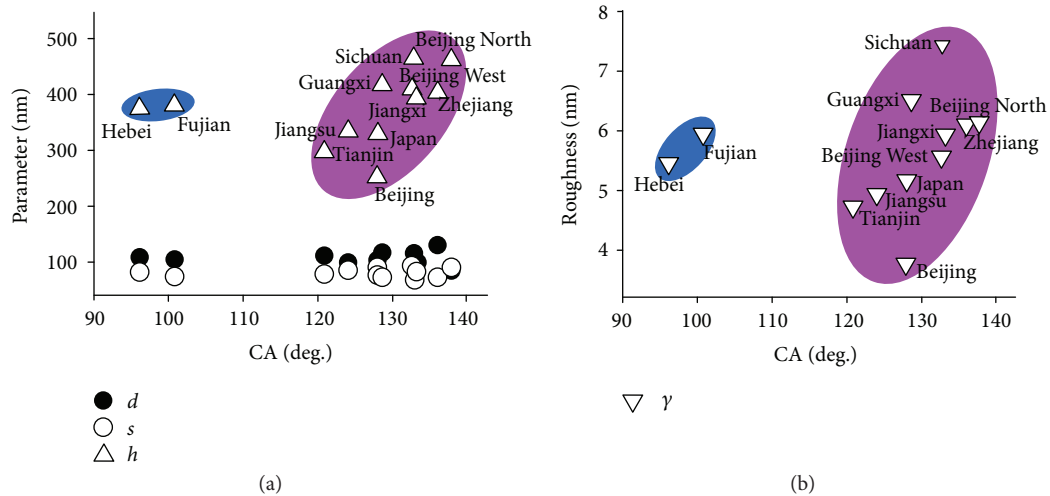 500
400
300
200
100
Parameter (nm)
Beijing North
Sichuan
Beijing West
Guangxi
Zhejiang
Jiangxi
Hebei
Fujian
Jiangsu
Japan
Tianjin
Beijing
90
100
110
120
130
140
CA (deg.)
d
s
h
(a)
8
7
6
5
4
Roughness (nm)
Sichuan
Guangxi
Beijing North
Jiangxi
Zhejiang
Beijing West
Fujian
Hebei
Japan
Jiangsu
Tianjin
Beijing
90
100
110
120
130
140
CA (deg.)
γ
(b)